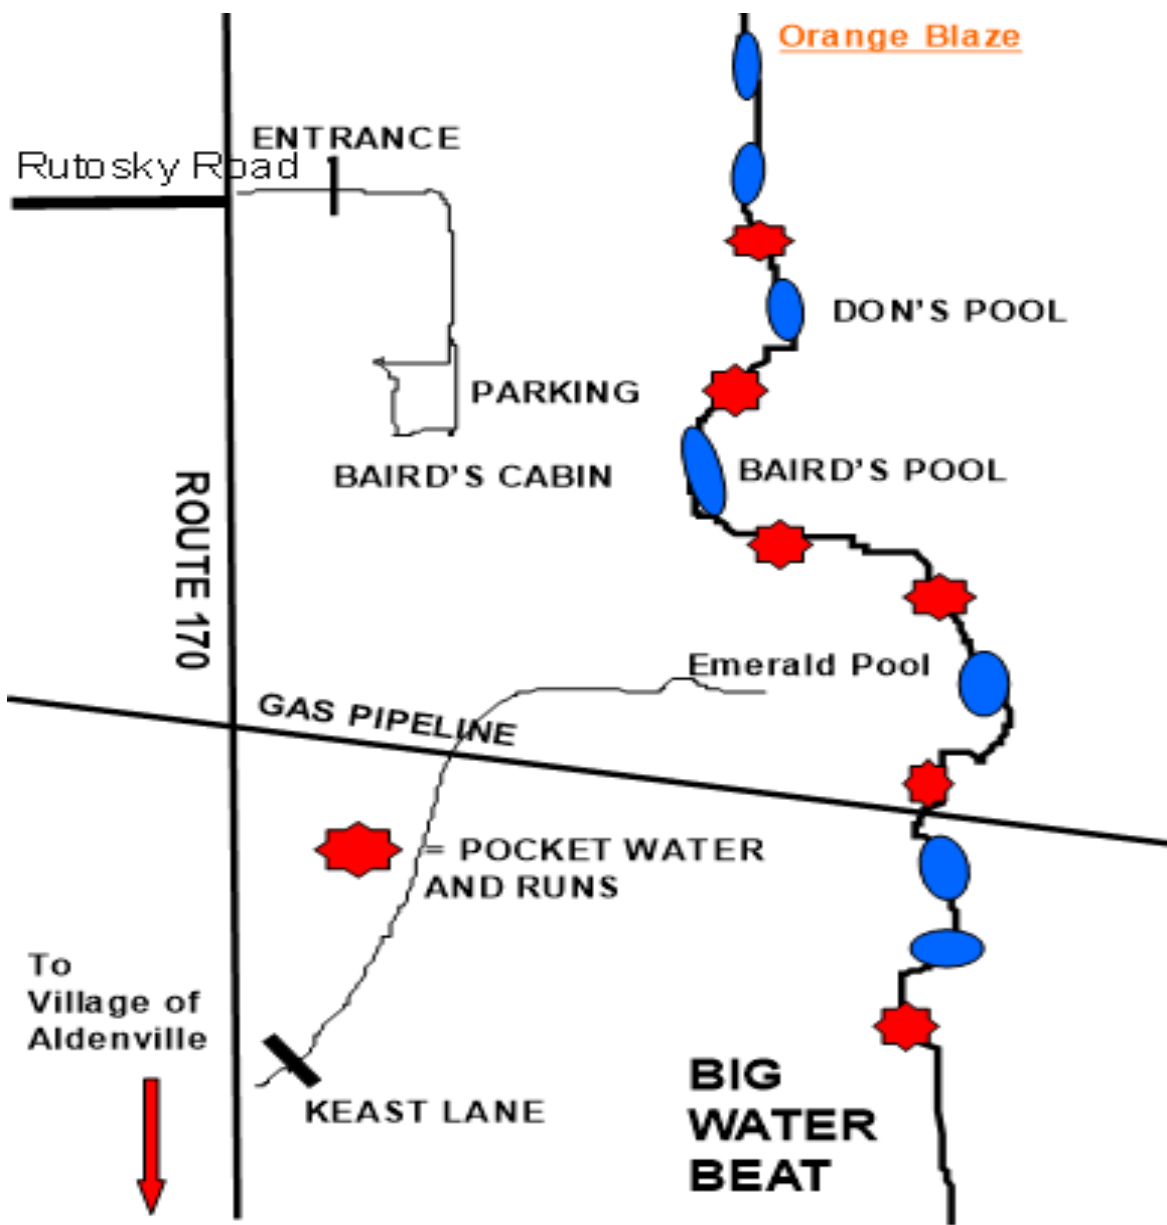 Orange Blaze
ENTRANCE
Rutosky Road
DON'S POOL
PARKING
BAIRD'S CABIN
BAIRD'S POOL
ROUTE 170
Emerald Pool
GAS PIPELINE
= POCKET WATER
AND RUNS
To
Village of
Aldenville
KEAST LANE
BIG
WATER
BEAT